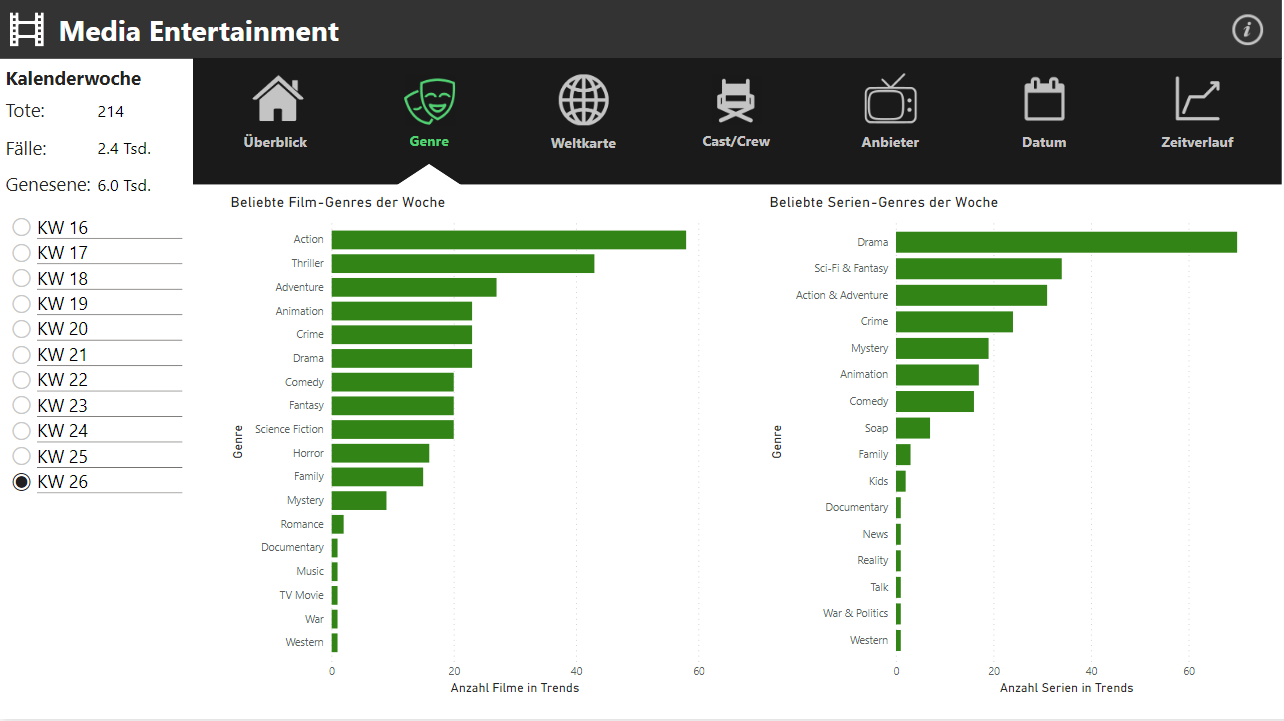 Media Entertainment
Kalenderwoche
Tote: 214
Fälle: 2.4 Tsd.
Genesene: 6.0 Tsd.
KW 16
KW 17
KW 18
KW 19
KW 20
KW 21
KW 22
KW 23
KW 24
KW 25
KW 26
Überblick
Genre
Weltkarte
Cast/Crew
Anbieter
Datum
Zeitverlauf
Beliebte Film-Genres der Woche
Genre
Action
Thriller
Adventure
Animation
Crime
Drama
Comedy
Fantasy
Science Fiction
Horror
Family
Mystery
Romance
Documentary
Music
TV Movie
War
Western
0 20 40 60
Anzahl Filme in Trends
Beliebte Serien-Genres der Woche
Genre
Drama
Sci-Fi & Fantasy
Action & Adventure
Crime
Mystery
Animation
Comedy
Soap
Family
Kids
Documentary
News
Reality
Talk
War & Politics
Western
0 20 40 60
Anzahl Serien in Trends